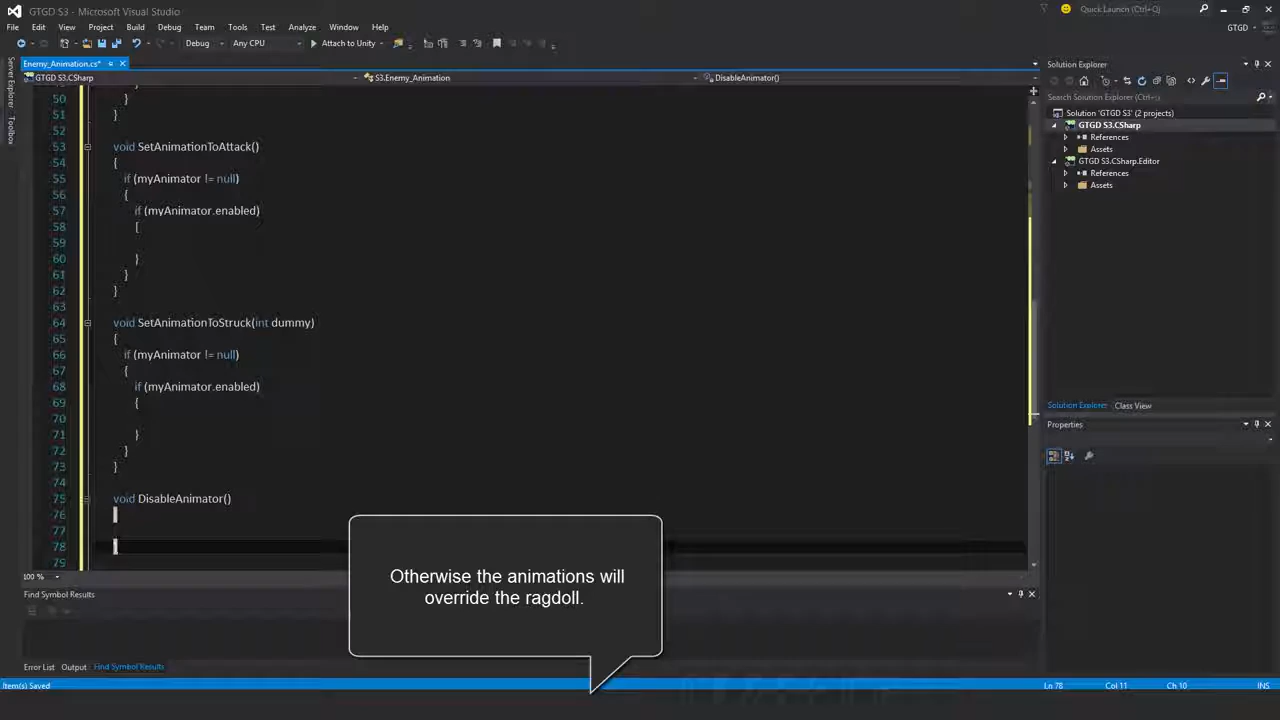 GTGD S3 - Microsoft Visual Studio
Quick Launch (Ctrl+Q)
File Edit View Project Build Debug Team Tools Test Analyze Window Help
GTGD
Debug Any CPU Attach to Unity
Enemy_Animation.cs*
GTGD S3.CSharp S3.Enemy_Animation DisableAnimator()
Server Explorer Toolbox
50 }
51 }
52
53 void SetAnimationToAttack()
54 {
55 if (myAnimator != null)
56 {
57 if (myAnimator.enabled)
58 {
59
60 }
61 }
62 }
63
64 void SetAnimationToStruck(int dummy)
65 {
66 if (myAnimator != null)
67 {
68 if (myAnimator.enabled)
69 {
70
71 }
72 }
73 }
74
75 void DisableAnimator()
76
77
78
79
100 %
Otherwise the animations will
override the ragdoll.
Find Symbol Results
Error List Output Find Symbol Results
Item(s) Saved Ln 78 Col 11 Ch 10 INS
Solution Explorer
Search Solution Explorer (Ctrl+;)
Solution 'GTGD S3' (2 projects)
GTGD S3.CSharp
References
Assets
GTGD S3.CSharp.Editor
References
Assets
Solution Explorer Class View
Properties